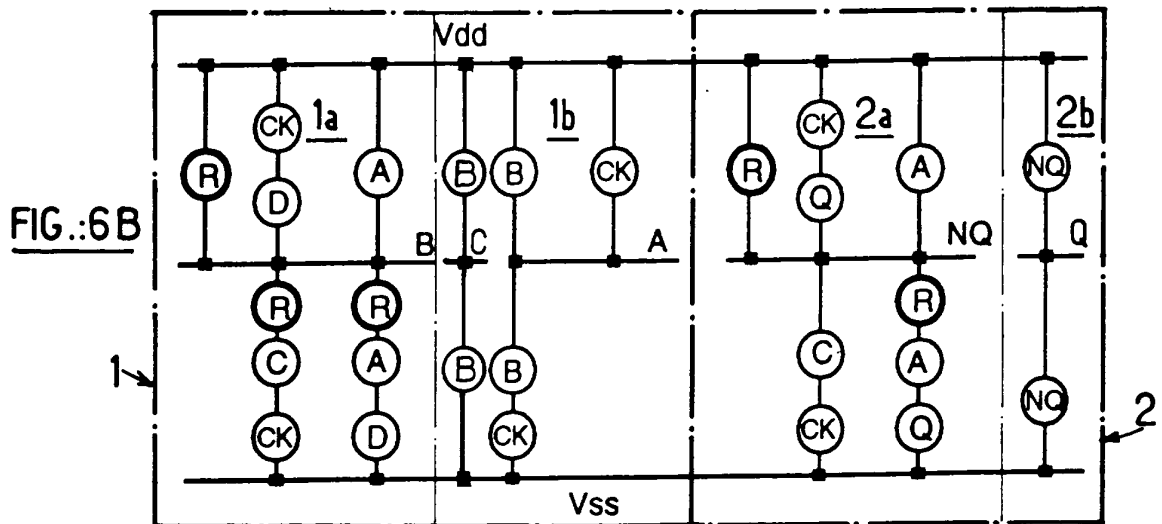 Vdd
CK 1a
R D A B B 1b CK
R CK 2a A NQ 2b
Q
FIG.:6B
B C A NQ Q
R R R
C A B B C A NQ
1
CK D CK CK Q 2
Vss